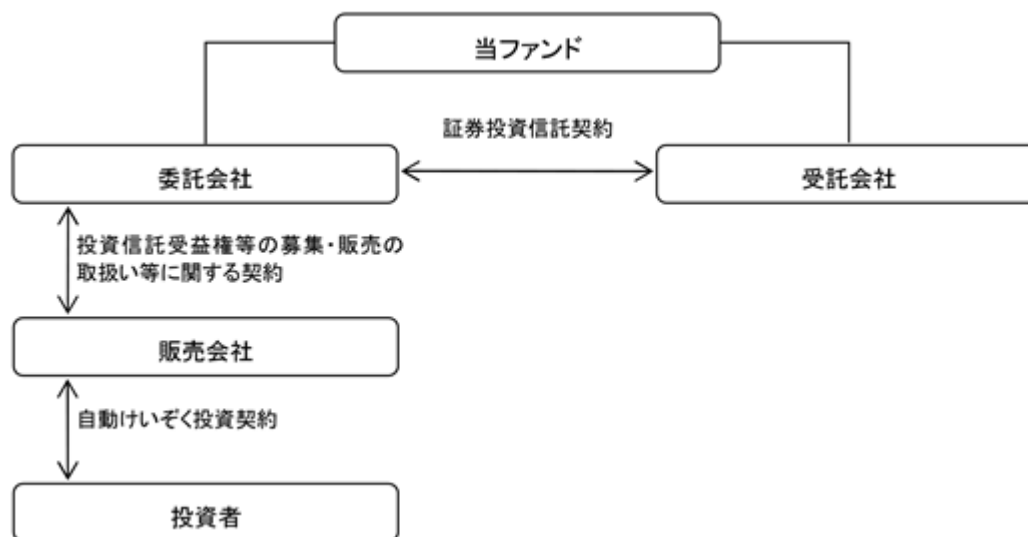 当ファンド
証券投資信託契約
委託会社
受託会社
投資信託受益権等の募集・販売の
取扱い等に関する契約
販売会社
自動けいぞく投資契約
投資者